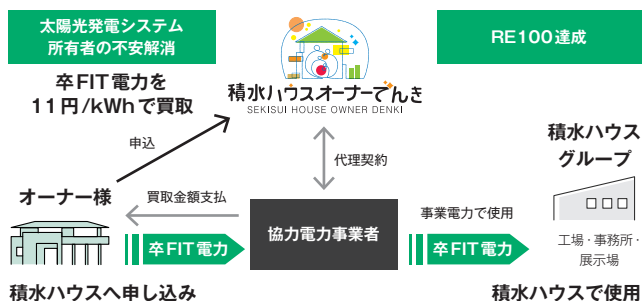 太陽光発電システム
所有者の不安解消
卒FIT電力を
11円/kWhで買取
積水ハウスオーナーでんき
SEKISUI HOUSE OWNER DENKI
RE100達成
申込
代理契約
積水ハウス
グループ
オーナー様
買取金額支払
卒FIT電力
協力電力事業者
事業電力で使用
卒FIT電力
工場・事務所・
展示場
積水ハウスへ申し込み
積水ハウスで使用